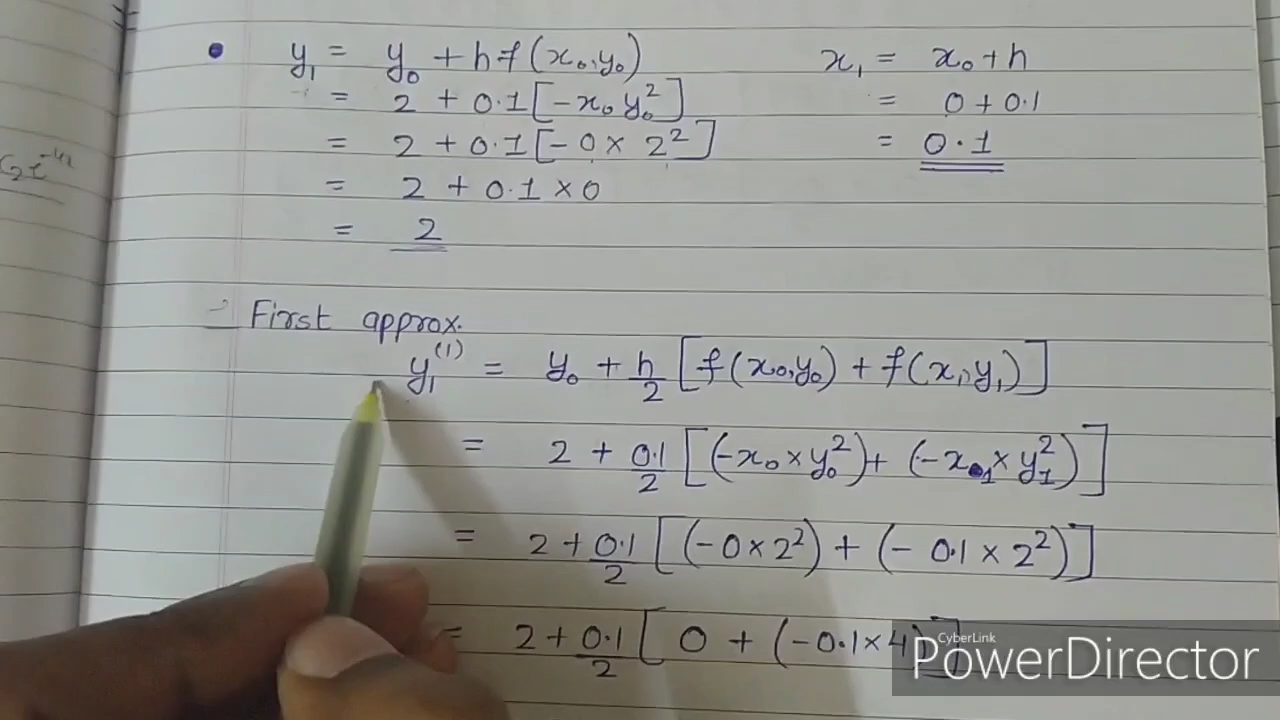 y₁ = y₀ + h f(x₀,y₀) x₁ = x₀ + h
= 2 + 0.1[-x₀ y₀²] = 0 + 0.1
= 2 + 0.1[-0 × 2²] = 0.1
= 2 + 0.1 × 0
= 2
First approx.
y₁⁽¹⁾ = y₀ + h/2 [f(x₀,y₀) + f(x₁,y₁)]
= 2 + 0.1/2 [(-x₀ × y₀²) + (-x₁ × y₁²)]
= 2 + 0.1/2 [(-0 × 2²) + (-0.1 × 2²)]
= 2 + 0.1/2 [0 + (-0.1 × 4)]
CyberLink
PowerDirector